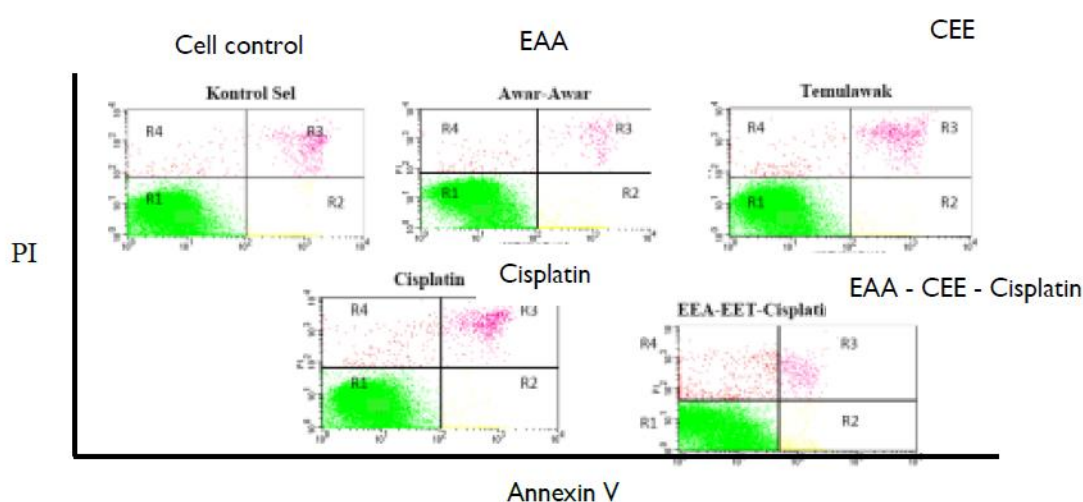 Cell control
EAA
CEE
Kontrol Sel
Awar-Awar
Temulawak
R4
R3
R1
R2
R4
R3
R1
R2
R4
R3
R1
R2
PI
Cisplatin
Cisplatin
EAA - CEE - Cisplatin
EEA-EET-Cisplati
R4
R3
R1
R2
R4
R3
R1
R2
Annexin V